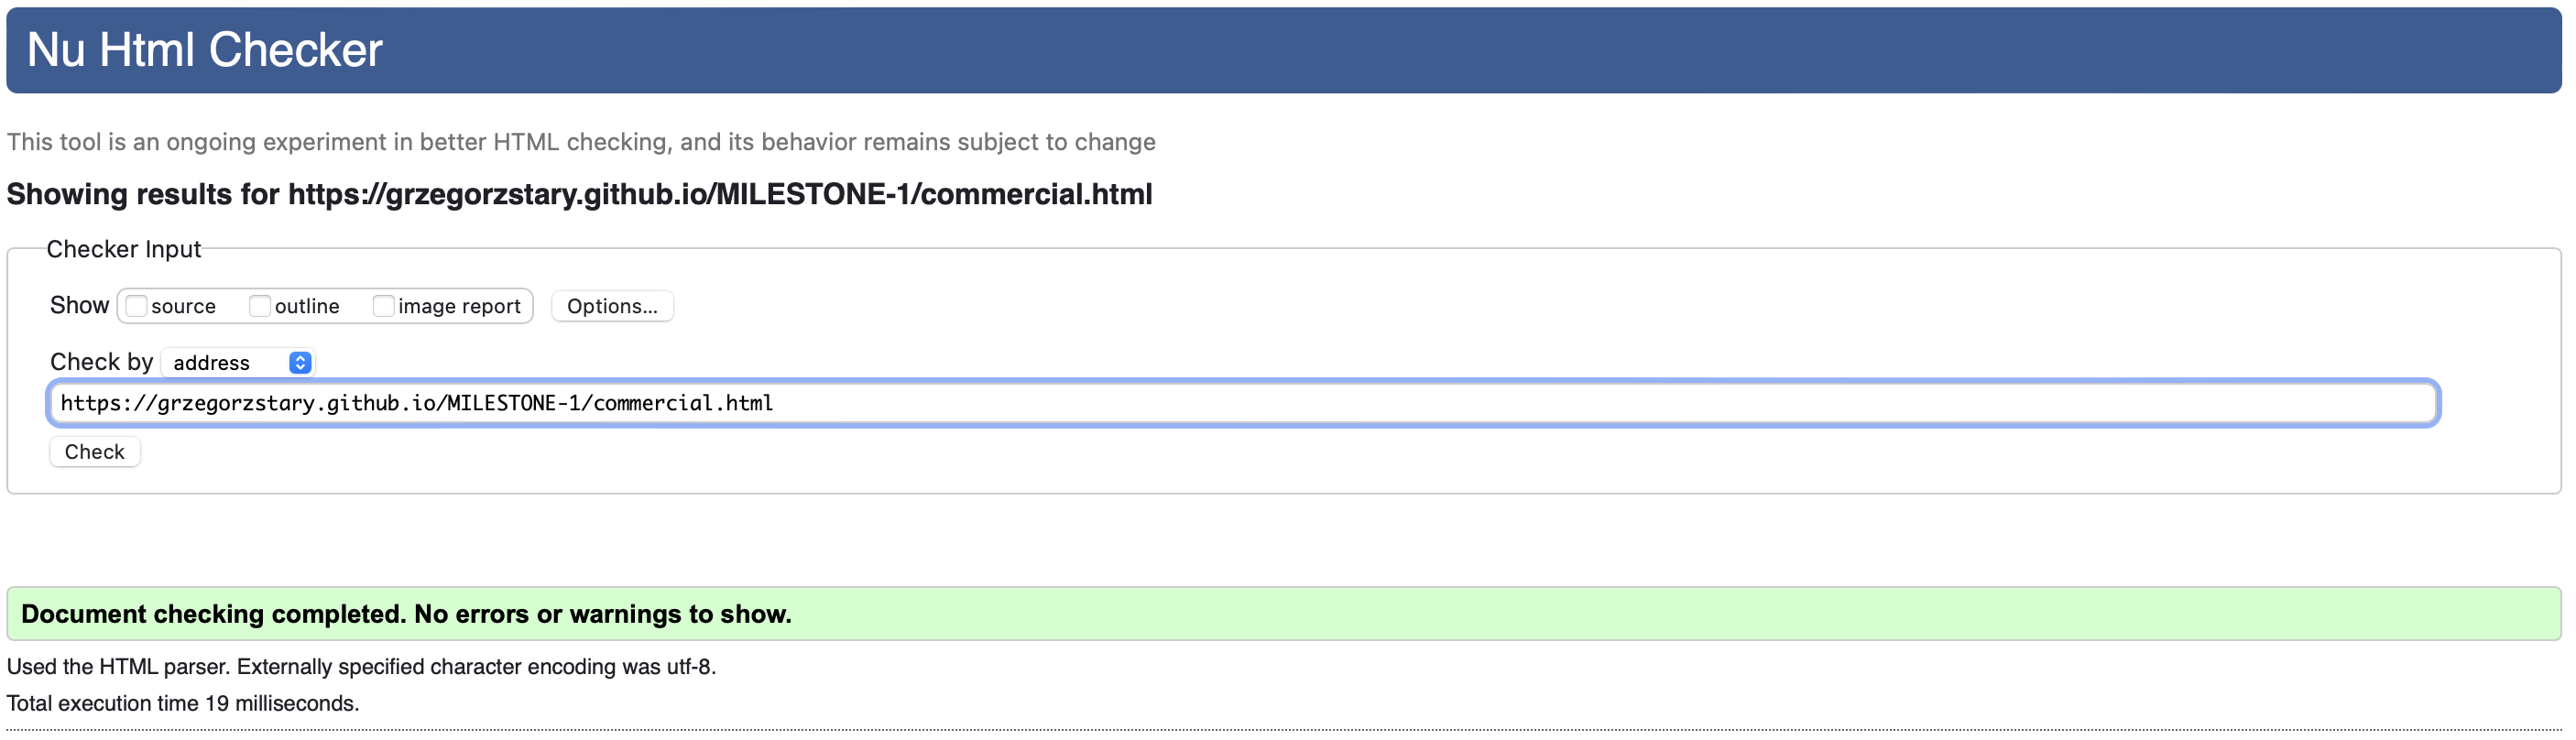 Nu Html Checker
This tool is an ongoing experiment in better HTML checking, and its behavior remains subject to change
Showing results for https://grzegorzstary.github.io/MILESTONE-1/commercial.html
Checker Input
Show source outline image report Options...
Check by address
https://grzegorzstary.github.io/MILESTONE-1/commercial.html
Check
Document checking completed. No errors or warnings to show.
Used the HTML parser. Externally specified character encoding was utf-8.
Total execution time 19 milliseconds.